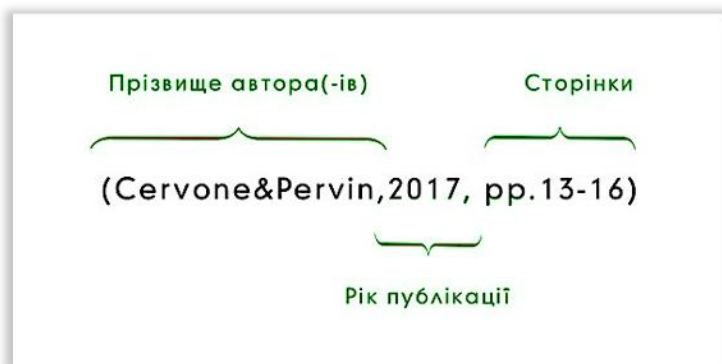 Прізвище автора(-ів) Сторінки
(Cervone&Pervin,2017, pp.13-16)
Рік публікації